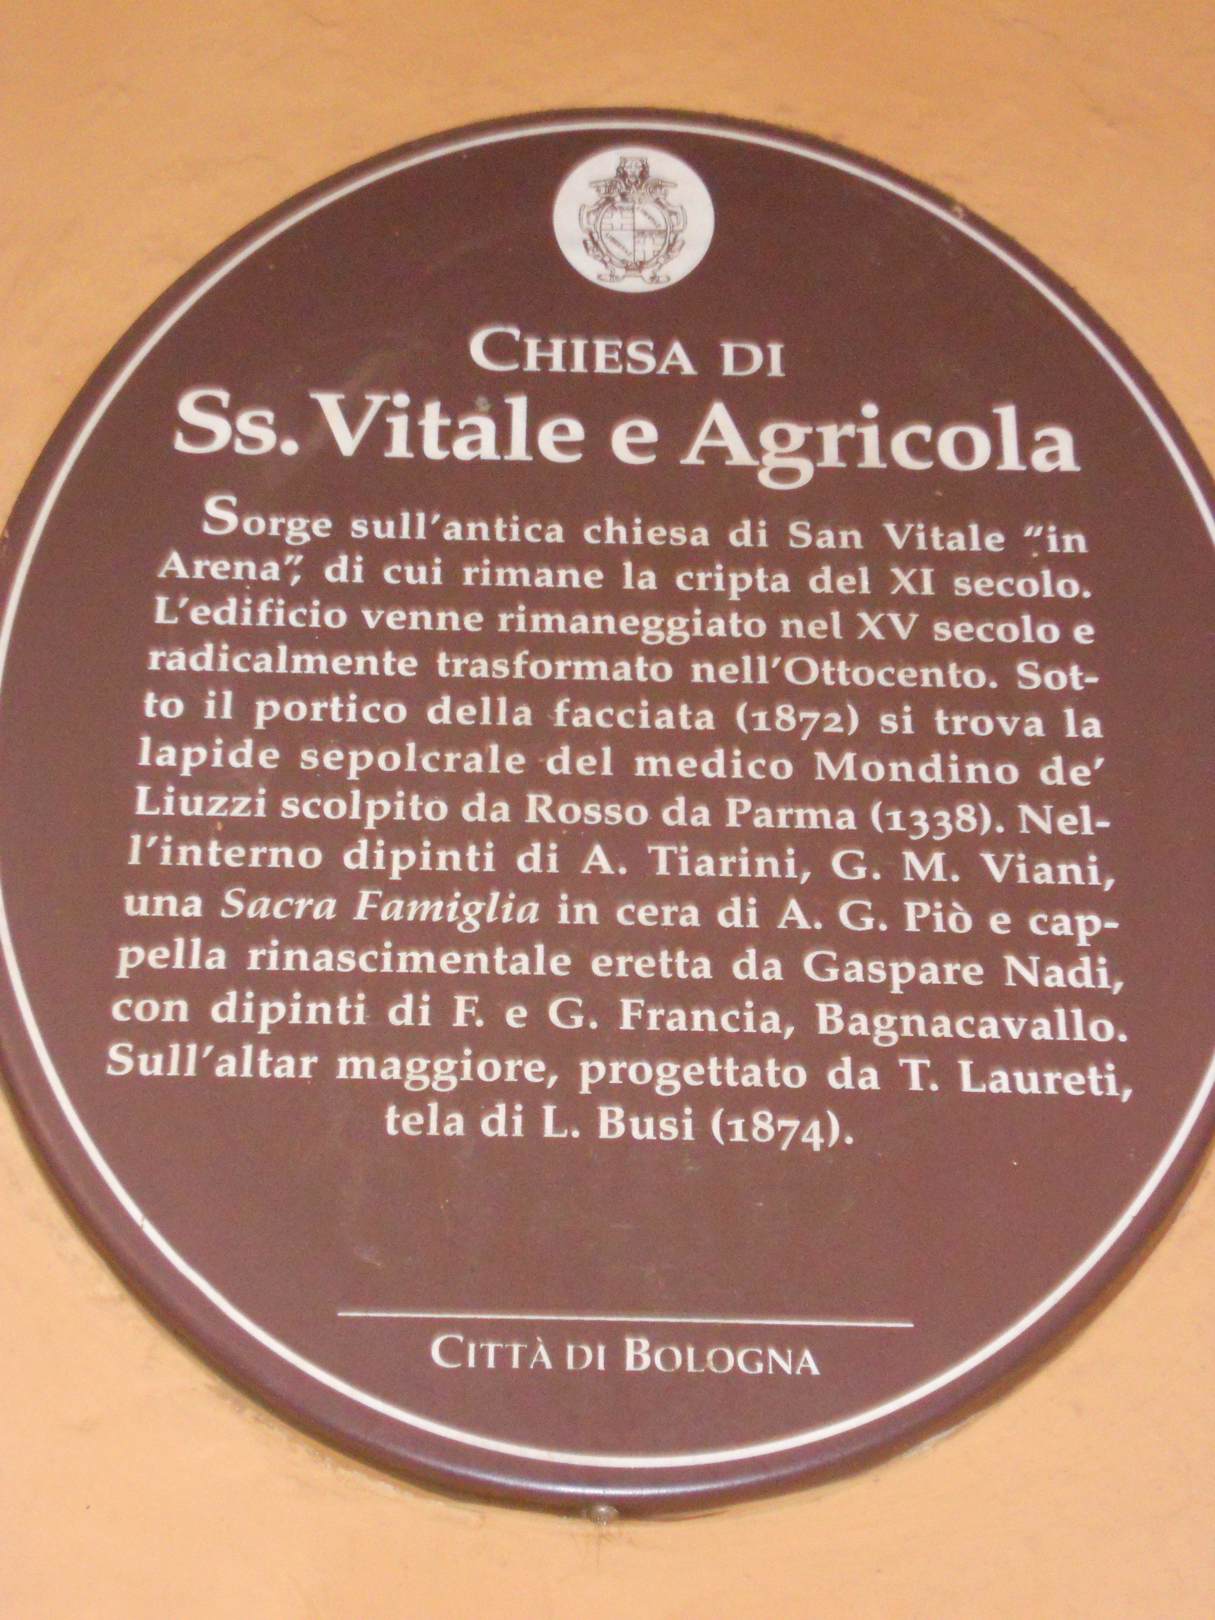 CHIESA DI
Ss. Vitale e Agricola
Sorge sull'antica chiesa di San Vitale "in
Arena", di cui rimane la cripta del XI secolo.
L'edificio venne rimaneggiato nel XV secolo e
radicalmente trasformato nell'Ottocento. Sot-
to il portico della facciata (1872) si trova la
lapide sepolcrale del medico Mondino de'
Liuzzi scolpito da Rosso da Parma (1338). Nel-
l'interno dipinti di A. Tiarini, G. M. Viani,
una Sacra Famiglia in cera di A. G. Piò e cap-
pella rinascimentale eretta da Gaspare Nadi,
con dipinti di F. e G. Francia, Bagnacavallo.
Sull'altar maggiore, progettato da T. Laureti,
tela di L. Busi (1874).
CITTÀ DI BOLOGNA